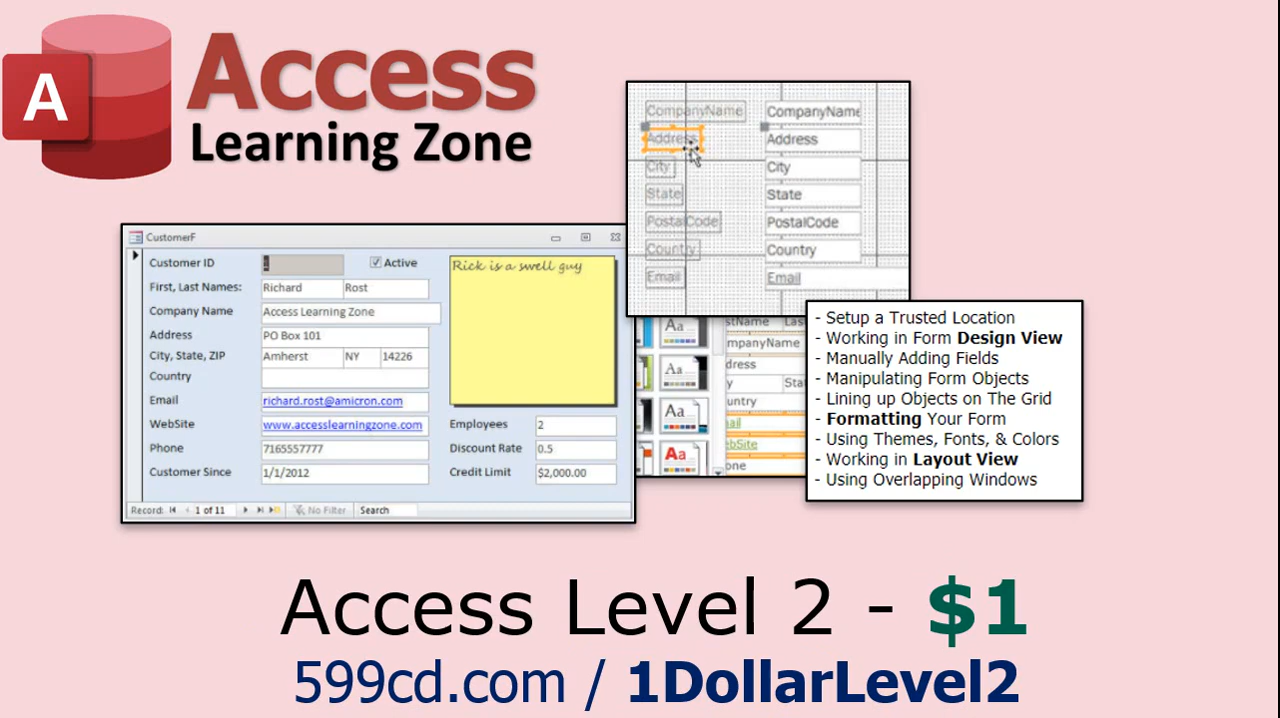 A
Access
Learning Zone
CompanyName CompanyName
Address Address
City City
State State
PostalCode PostalCode
Country Country
Email Email
CustomerF
Customer ID
Active
First, Last Names: Richard Rost
Company Name Access Learning Zone
Address PO Box 101
City, State, ZIP Amherst NY 14226
Country
Email richard.rost@amicron.com
WebSite www.accesslearningzone.com
Phone 7165557777
Customer Since 1/1/2012
Rick is a swell guy
Employees 2
Discount Rate 0.5
Credit Limit $2,000.00
Record: 1 of 11 No Filter Search
Aa
Aa
Aa
Aa
- Setup a Trusted Location
- Working in Form Design View
- Manually Adding Fields
- Manipulating Form Objects
- Lining up Objects on The Grid
- Formatting Your Form
- Using Themes, Fonts, & Colors
- Working in Layout View
- Using Overlapping Windows
Access Level 2 - $1
599cd.com / 1DollarLevel2